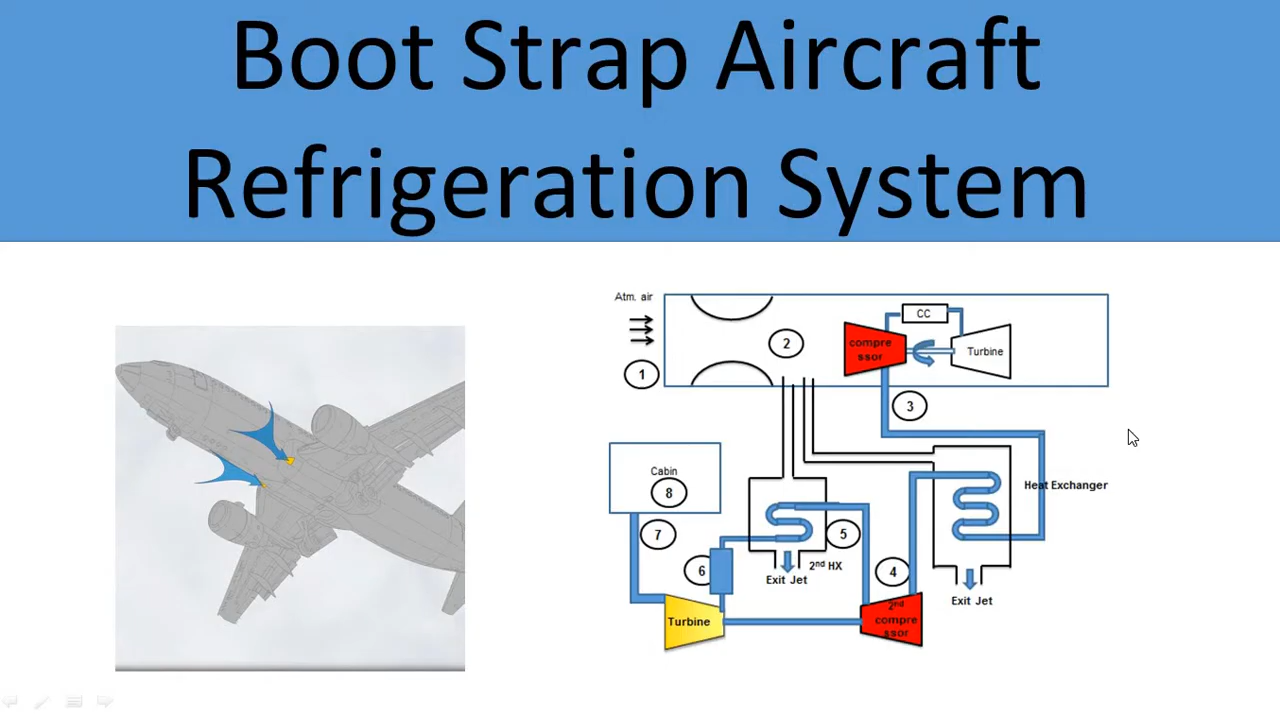 Boot Strap Aircraft
Refrigeration System
Atm. air
1
2
compre
ssor
CC
Turbine
3
Cabin
8
Heat Exchanger
7
5
6
2nd HX
Exit Jet
4
Exit Jet
Turbine
2nd
compre
ssor